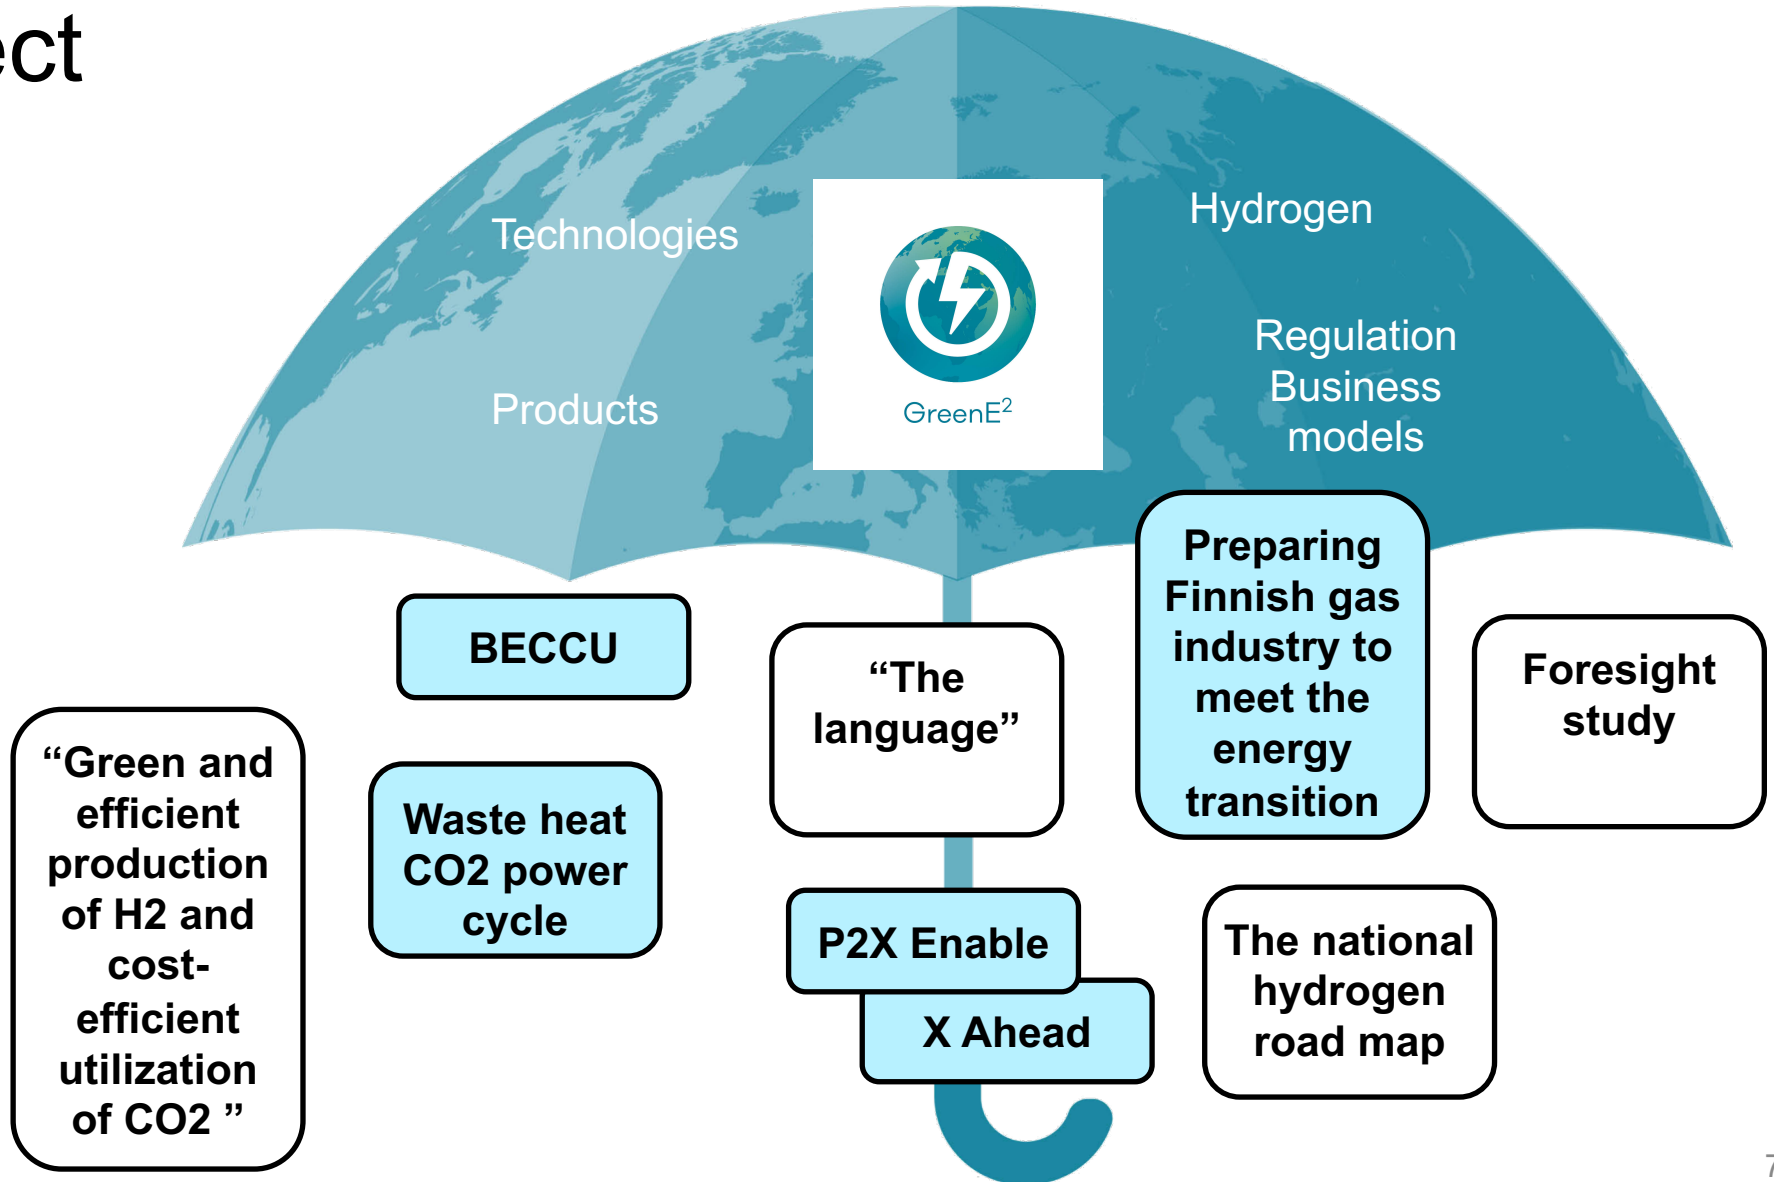 ect
Technologies
Hydrogen
Products
GreenE²
Regulation
Business
models
BECCU
“The
language”
Preparing
Finnish gas
industry to
meet the
energy
transition
Foresight
study
“Green and
efficient
production
of H2 and
cost-
efficient
utilization
of CO2 ”
Waste heat
CO2 power
cycle
P2X Enable
X Ahead
The national
hydrogen
road map
7